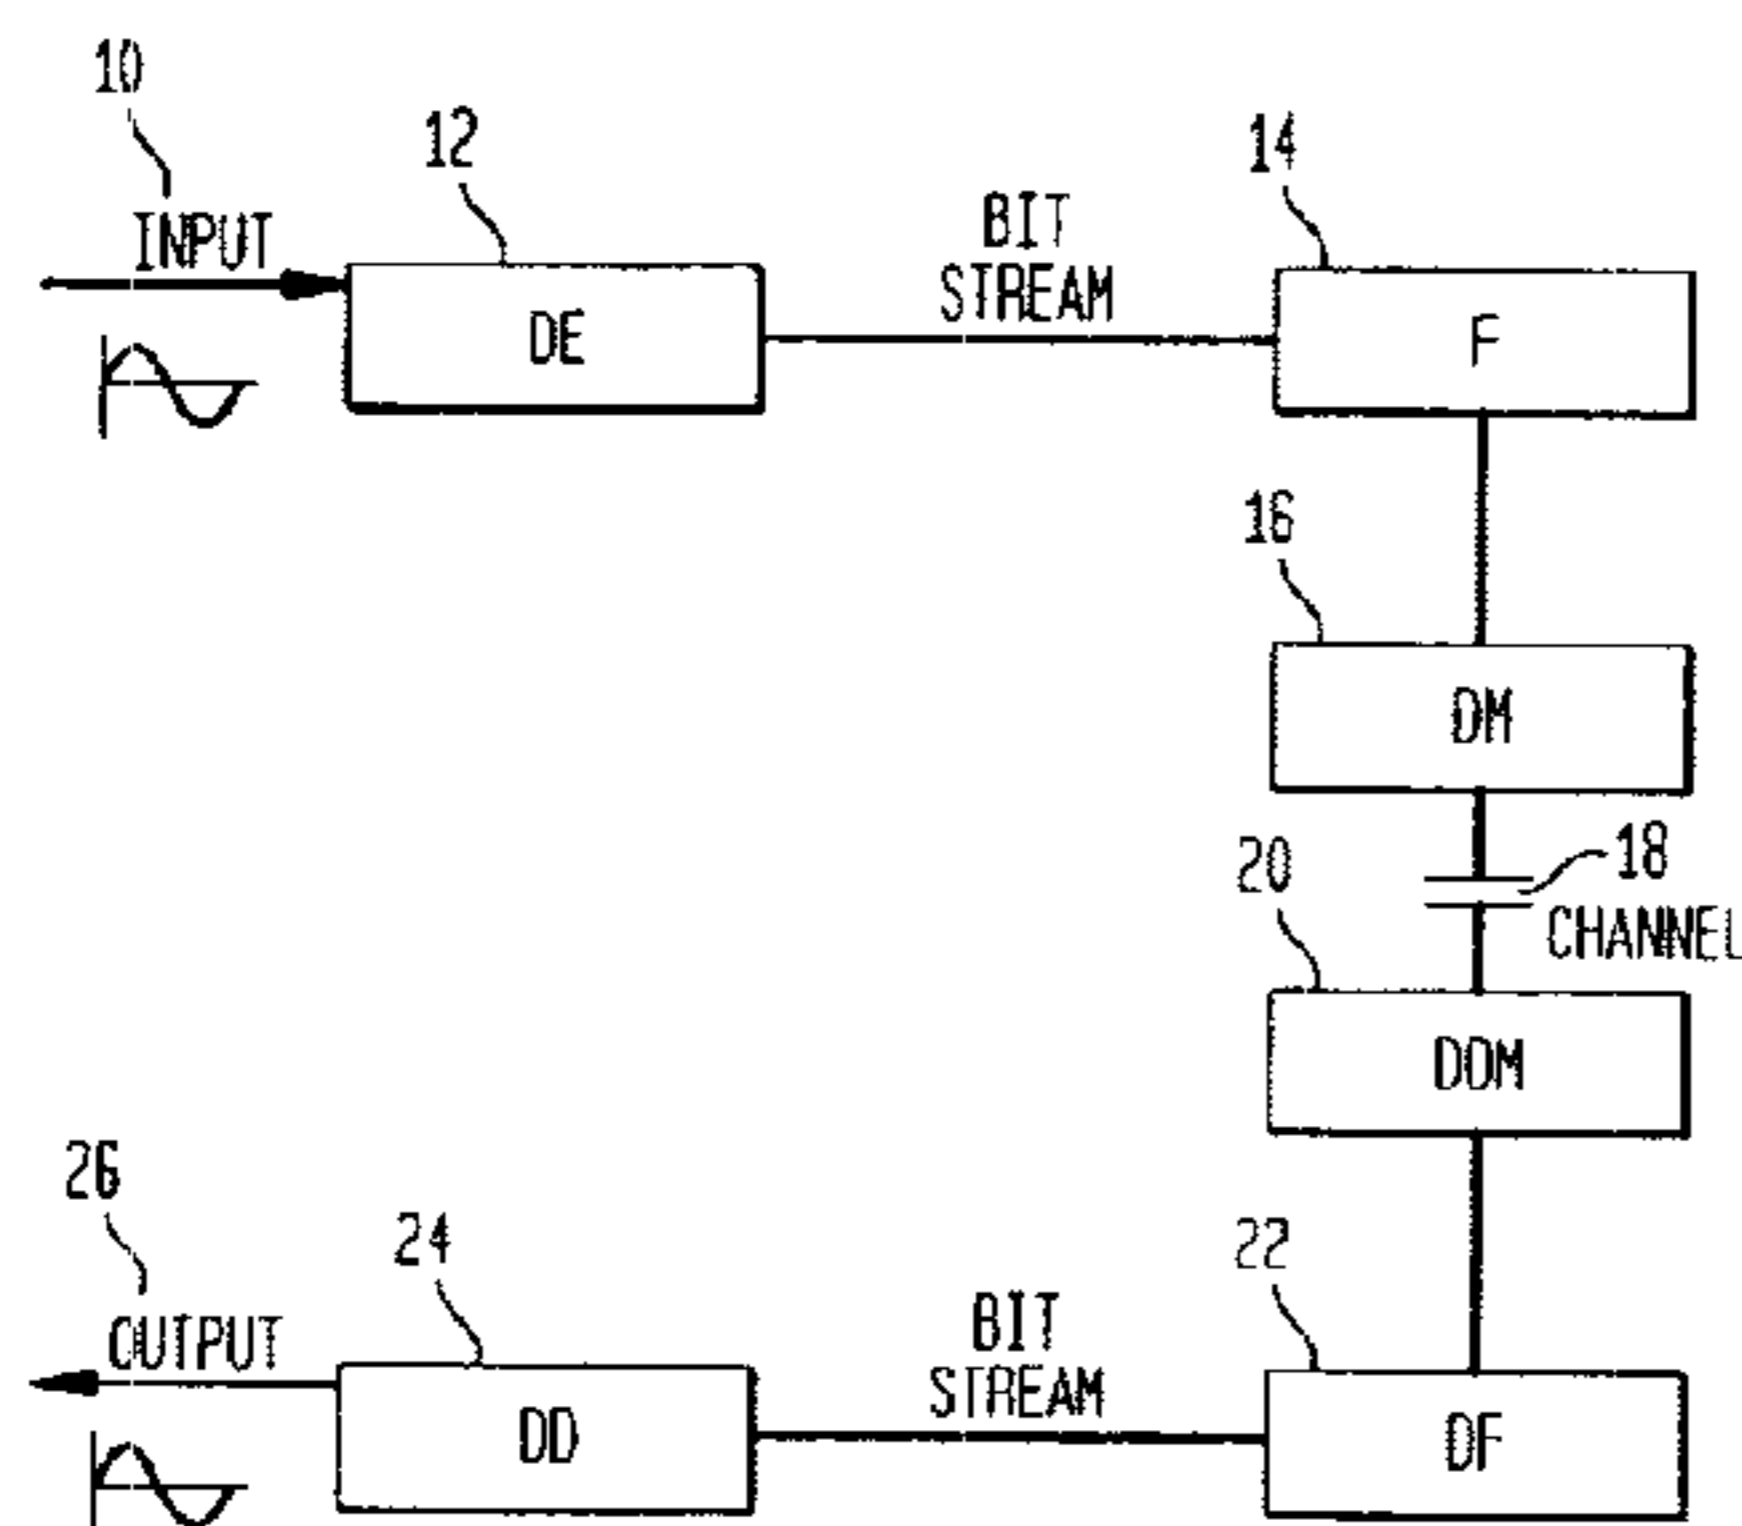 10
INPUT
12
DE
BIT
STREAM
14
F
16
DM
18
CHANNEL
20
DDM
22
DF
BIT
STREAM
24
DD
26
OUTPUT